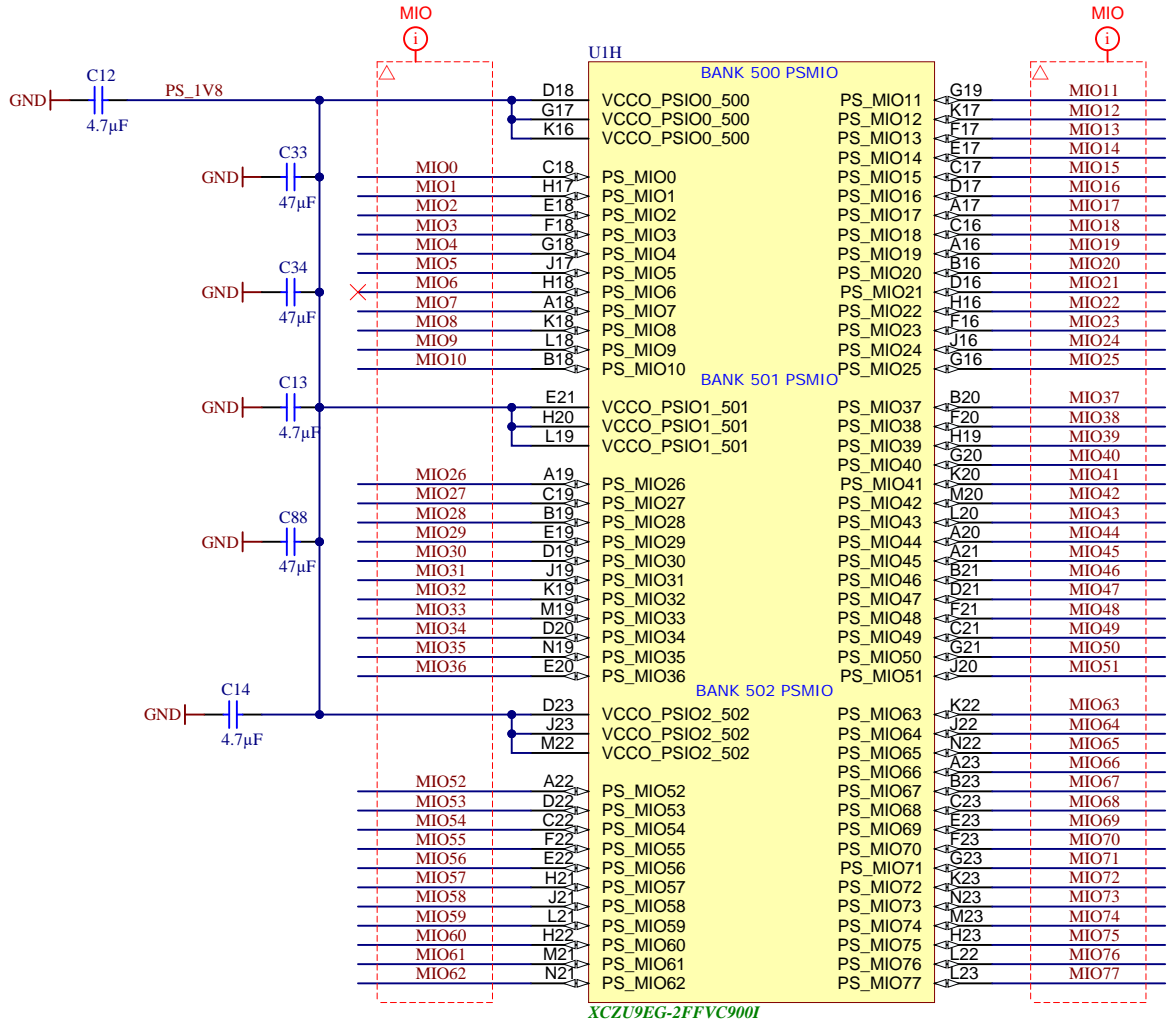 MIO
i
MIO
i
U1H
BANK 500 PSMIO
C12
GND
4.7µF
PS_1V8
D18 VCCO_PSIO0_500 PS_MIO11 G19 MIO11
G17 VCCO_PSIO0_500 PS_MIO12 K17 MIO12
K16 VCCO_PSIO0_500 PS_MIO13 F17 MIO13
PS_MIO14 E17 MIO14
C33
GND
47µF
MIO0 C18 PS_MIO0 PS_MIO15 C17 MIO15
MIO1 H17 PS_MIO1 PS_MIO16 D17 MIO16
MIO2 E18 PS_MIO2 PS_MIO17 A17 MIO17
MIO3 F18 PS_MIO3 PS_MIO18 C16 MIO18
MIO4 G18 PS_MIO4 PS_MIO19 A16 MIO19
MIO5 J17 PS_MIO5 PS_MIO20 B16 MIO20
C34
GND
47µF
MIO6 H18 PS_MIO6 PS_MIO21 D16 MIO21
MIO7 A18 PS_MIO7 PS_MIO22 H16 MIO22
MIO8 K18 PS_MIO8 PS_MIO23 F16 MIO23
MIO9 L18 PS_MIO9 PS_MIO24 J16 MIO24
MIO10 B18 PS_MIO10 PS_MIO25 G16 MIO25
BANK 501 PSMIO
C13
GND
4.7µF
E21 VCCO_PSIO1_501 PS_MIO37 B20 MIO37
H20 VCCO_PSIO1_501 PS_MIO38 F20 MIO38
L19 VCCO_PSIO1_501 PS_MIO39 H19 MIO39
PS_MIO40 G20 MIO40
MIO26 A19 PS_MIO26 PS_MIO41 K20 MIO41
MIO27 C19 PS_MIO27 PS_MIO42 M20 MIO42
MIO28 B19 PS_MIO28 PS_MIO43 L20 MIO43
C88
GND
47µF
MIO29 E19 PS_MIO29 PS_MIO44 A20 MIO44
MIO30 D19 PS_MIO30 PS_MIO45 A21 MIO45
MIO31 J19 PS_MIO31 PS_MIO46 B21 MIO46
MIO32 K19 PS_MIO32 PS_MIO47 D21 MIO47
MIO33 M19 PS_MIO33 PS_MIO48 F21 MIO48
MIO34 D20 PS_MIO34 PS_MIO49 C21 MIO49
MIO35 N19 PS_MIO35 PS_MIO50 G21 MIO50
MIO36 E20 PS_MIO36 PS_MIO51 J20 MIO51
BANK 502 PSMIO
C14
GND
4.7µF
D23 VCCO_PSIO2_502 PS_MIO63 K22 MIO63
J23 VCCO_PSIO2_502 PS_MIO64 J22 MIO64
M22 VCCO_PSIO2_502 PS_MIO65 N22 MIO65
PS_MIO66 A23 MIO66
MIO52 A22 PS_MIO52 PS_MIO67 B23 MIO67
MIO53 D22 PS_MIO53 PS_MIO68 C23 MIO68
MIO54 C22 PS_MIO54 PS_MIO69 E23 MIO69
MIO55 F22 PS_MIO55 PS_MIO70 F23 MIO70
MIO56 E22 PS_MIO56 PS_MIO71 G23 MIO71
MIO57 H21 PS_MIO57 PS_MIO72 K23 MIO72
MIO58 J21 PS_MIO58 PS_MIO73 N23 MIO73
MIO59 L21 PS_MIO59 PS_MIO74 M23 MIO74
MIO60 H22 PS_MIO60 PS_MIO75 H23 MIO75
MIO61 M21 PS_MIO61 PS_MIO76 L22 MIO76
MIO62 N21 PS_MIO62 PS_MIO77 L23 MIO77
XCZU9EG-2FFVC900I